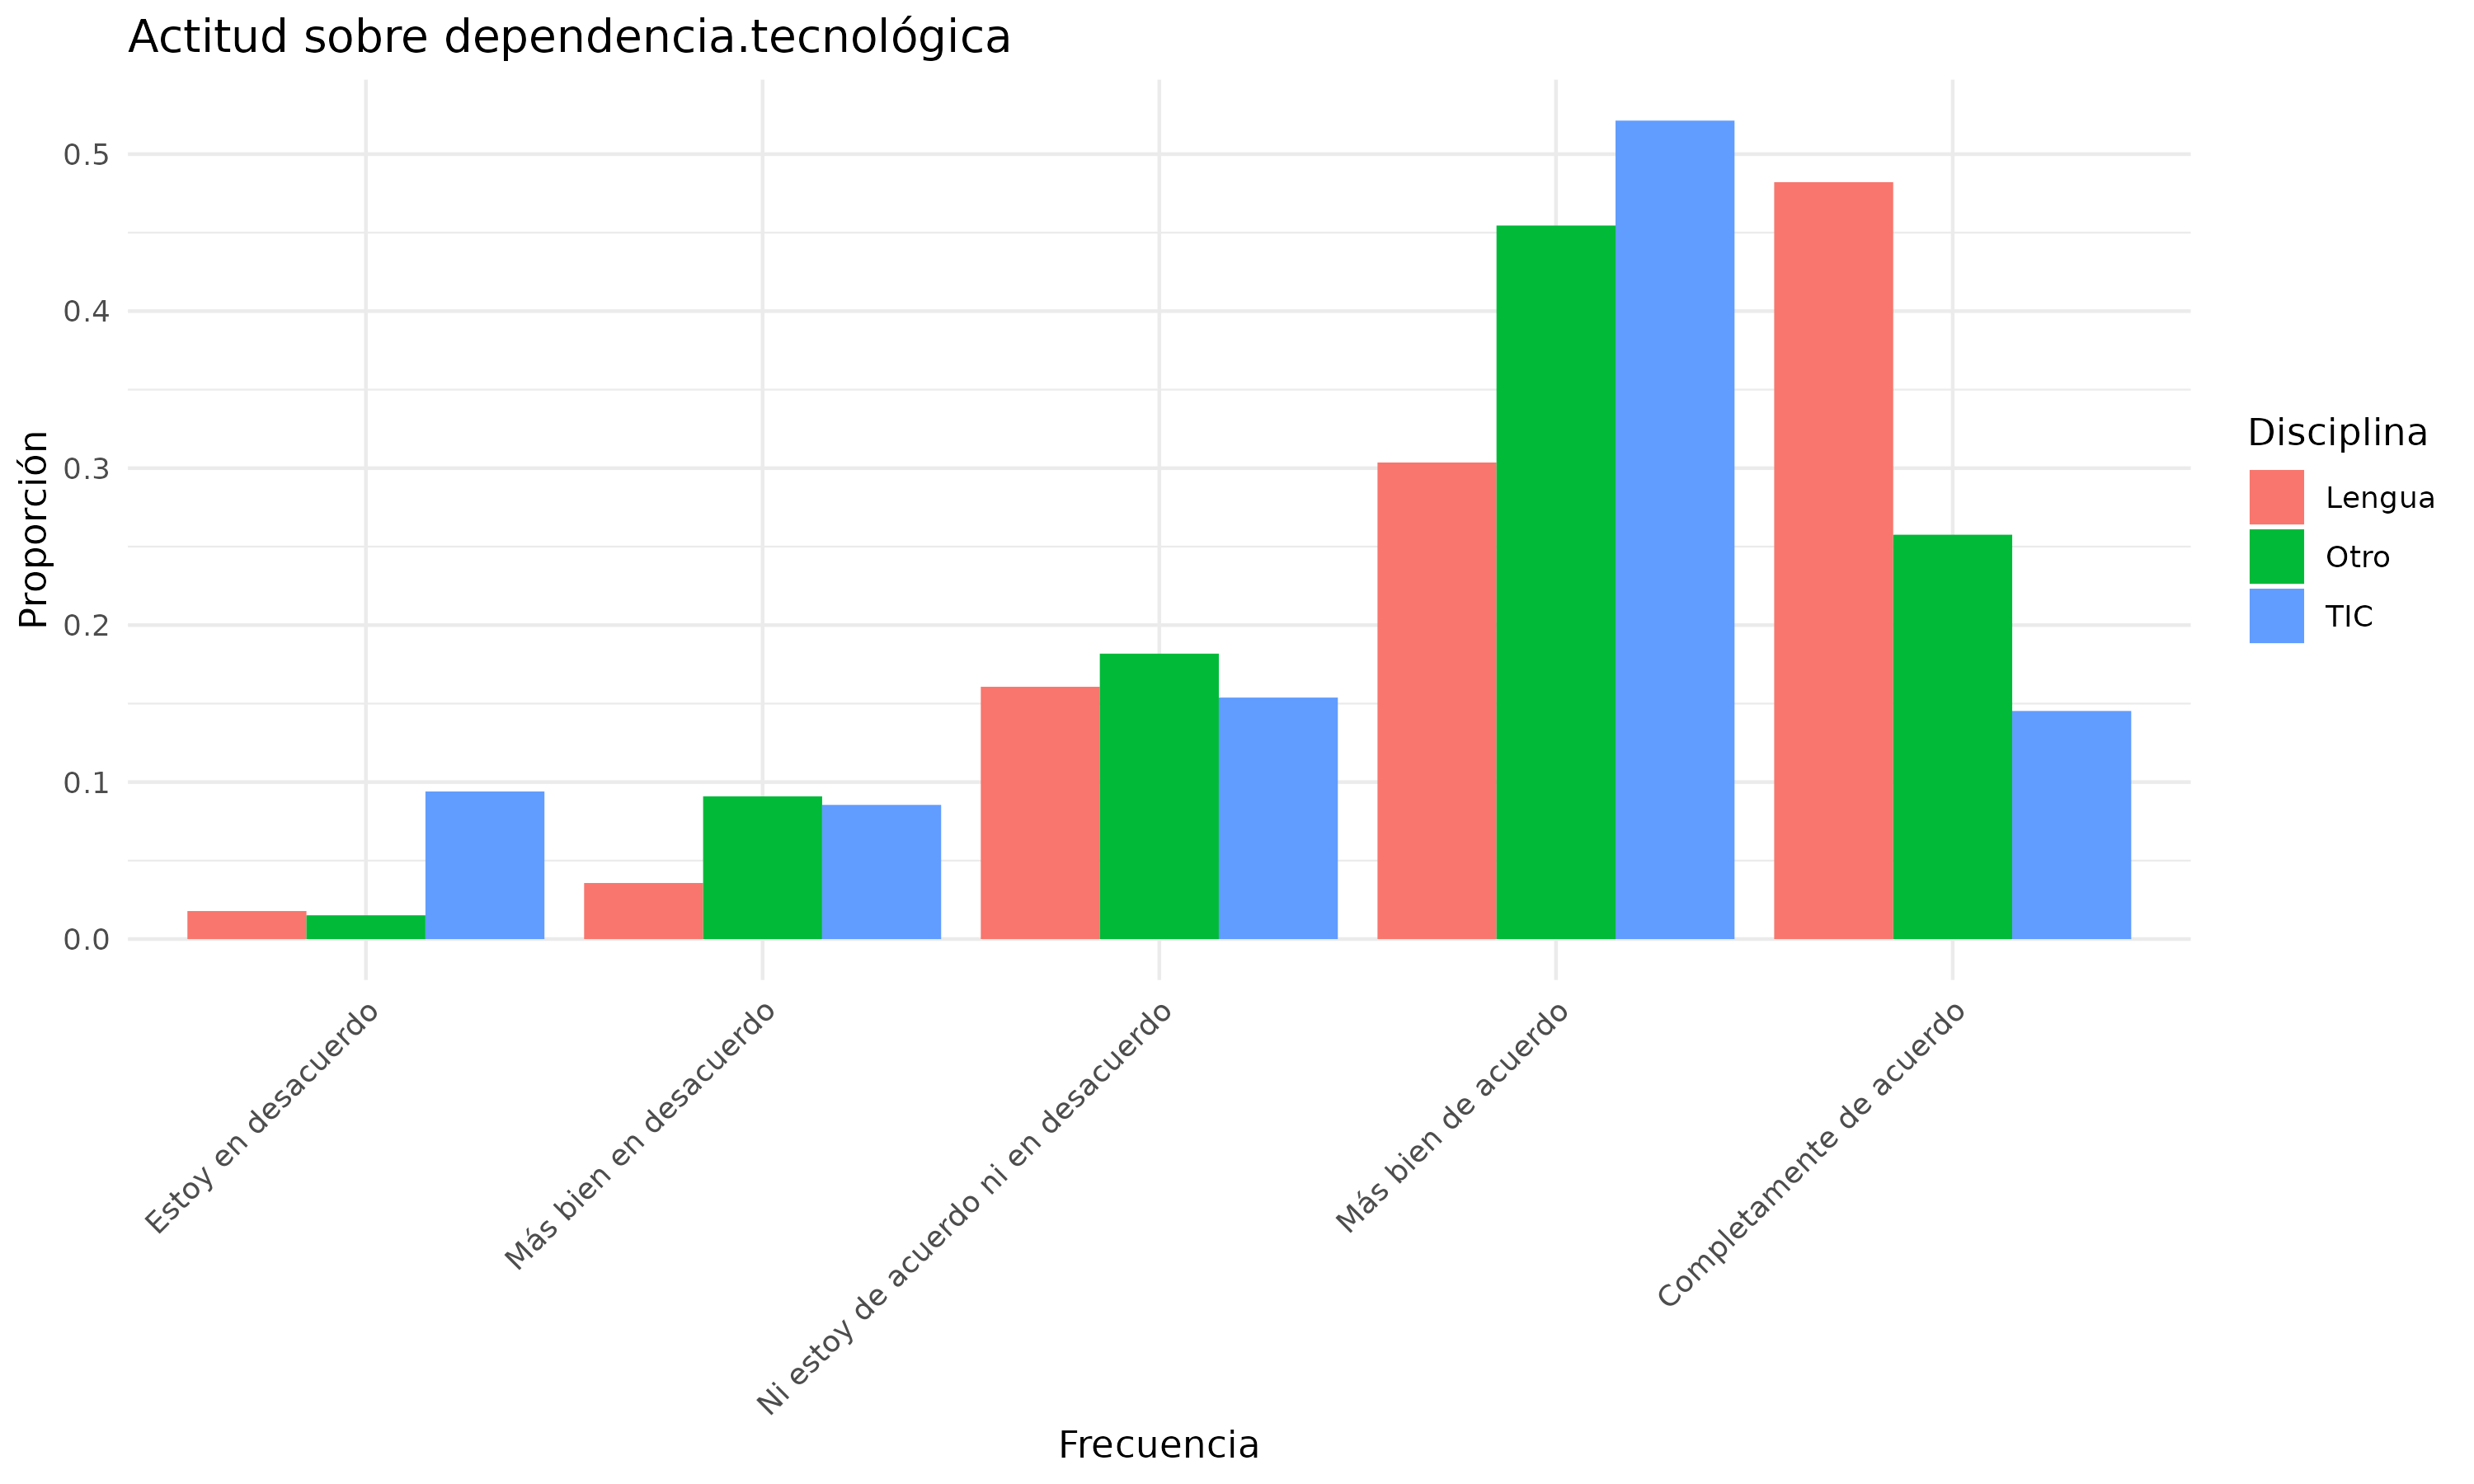 Actitud sobre dependencia.tecnológica
Proporción
0.5
0.4
0.3
0.2
0.1
0.0
Estoy en desacuerdo
Más bien en desacuerdo
Ni estoy de acuerdo ni en desacuerdo
Más bien de acuerdo
Completamente de acuerdo
Frecuencia
Disciplina
Lengua
Otro
TIC